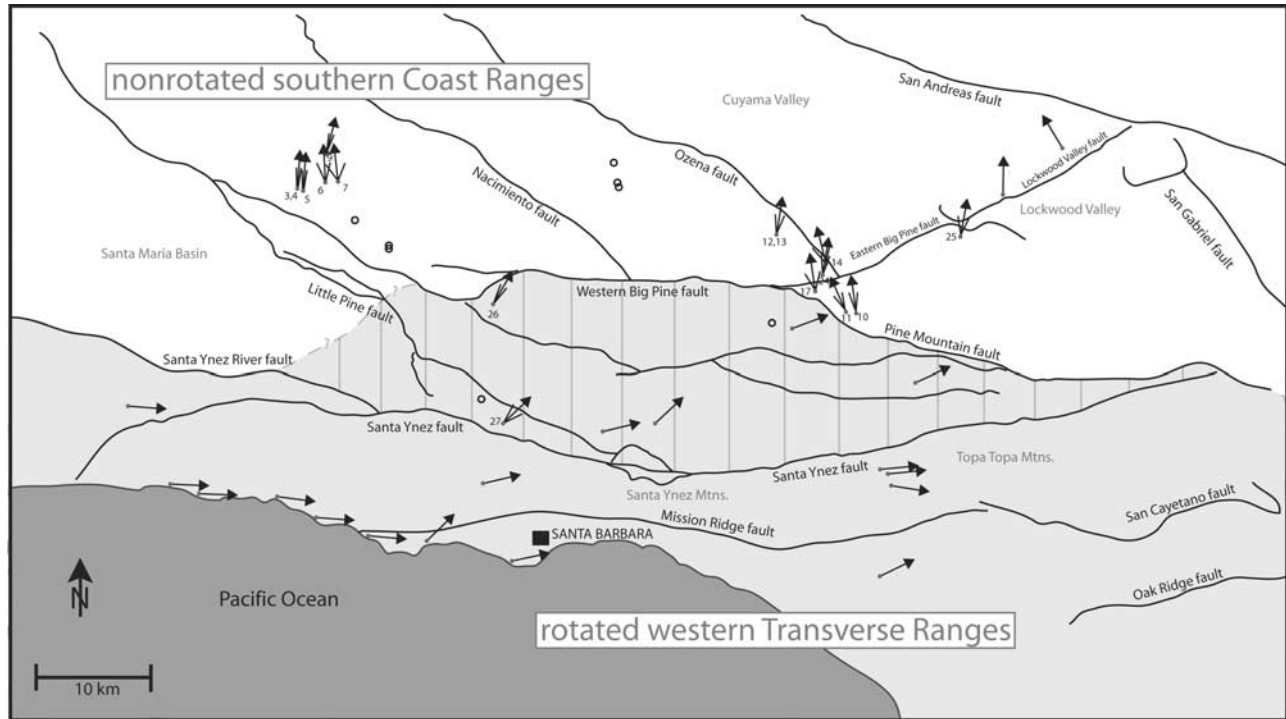 nonrotated southern Coast Ranges
Cuyama Valley
San Andreas fault
Ozena fault
Lockwood Valley fault
3,4
5
6
7
Nacimiento fault
San Gabriel fault
Lockwood Valley
12,13
14
Eastern Big Pine fault
25
Santa Maria Basin
Little Pine fault
?
Western Big Pine fault
17
11
10
26
Pine Mountain fault
?
Santa Ynez River fault
27
Santa Ynez fault
Santa Ynez fault
Topa Topa Mtns.
Santa Ynez Mtns.
San Cayetano fault
Mission Ridge fault
SANTA BARBARA
N
Pacific Ocean
Oak Ridge fault
rotated western Transverse Ranges
10 km